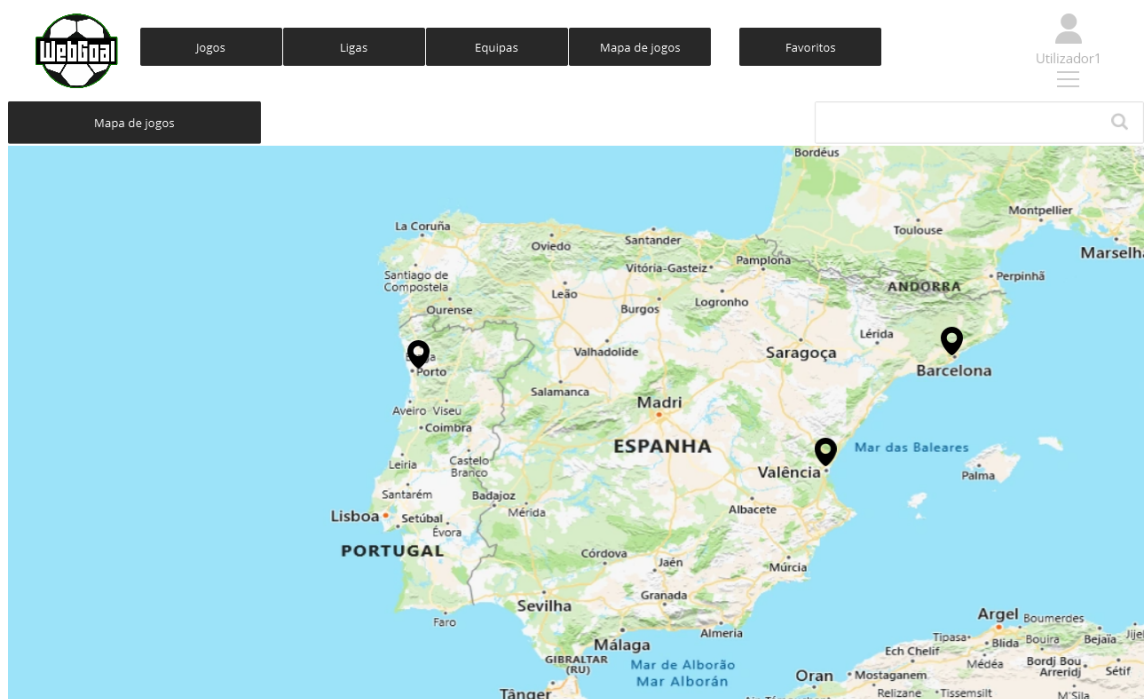 WebGoal
Jogos
Ligas
Equipas
Mapa de jogos
Favoritos
Utilizador1
Mapa de jogos
Bordéus
Montpellier
Toulouse
La Coruña
Oviedo
Santander
Marselha
Pamplona
Vitória-Gasteiz
Santiago de
Compostela
Perpinhã
ANDORRA
Leão
Logronho
Burgos
Ourense
Lérida
Valhadolide
Saragoça
Porto
Barcelona
Salamanca
Madri
Aveiro
Viseu
Coimbra
ESPANHA
Mar das Baleares
Leiria
Castelo
Branco
Valência
Palma
Santarém
Badajoz
Mérida
Albacete
Lisboa
Setúbal
Évora
PORTUGAL
Córdova
Jaén
Múrcia
Granada
Sevilha
Faro
Argel
Boumerdes
Almeria
Málaga
Tipasa
Blida
Bouira
Bejaïa
Jijel
GIBRALTAR
(RU)
Mar de Alborão
Mar Alborán
Ech Chelif
Médéa
Bordj Bou
Arreridj
Sétif
Oran
Mostaganem
Tânger
Relizane
Tissemsilt
M'Sila